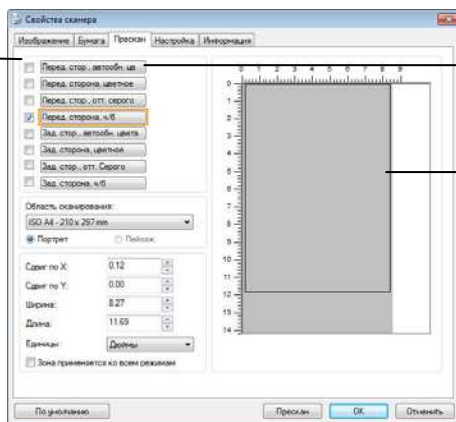 Свойства сканера
Изображение Бумага Прескан Настройка Информация
Перед. стор., автообн. цв
Перед. сторона, цветное
Перед. стор., отт. серого
Перед. сторона, ч/б
Зад. стор., автообн. цвета
Зад. сторона, цветное
Зад. стор., отт. Серого
Зад. сторона, ч/б
Область сканирования:
ISO A4 - 210 x 297 mm
Портрет Пейзаж
Сдвиг по X: 0.12
Сдвиг по Y: 0.00
Ширина: 8.27
Длина: 11.69
Единицы Дюймы
Зона применяется ко всем режимам
0 1 2 3 4 5 6 7 8 9
0
1
2
3
4
5
6
7
8
9
10
11
12
13
14
По умолчанию Прескан OK Отменить